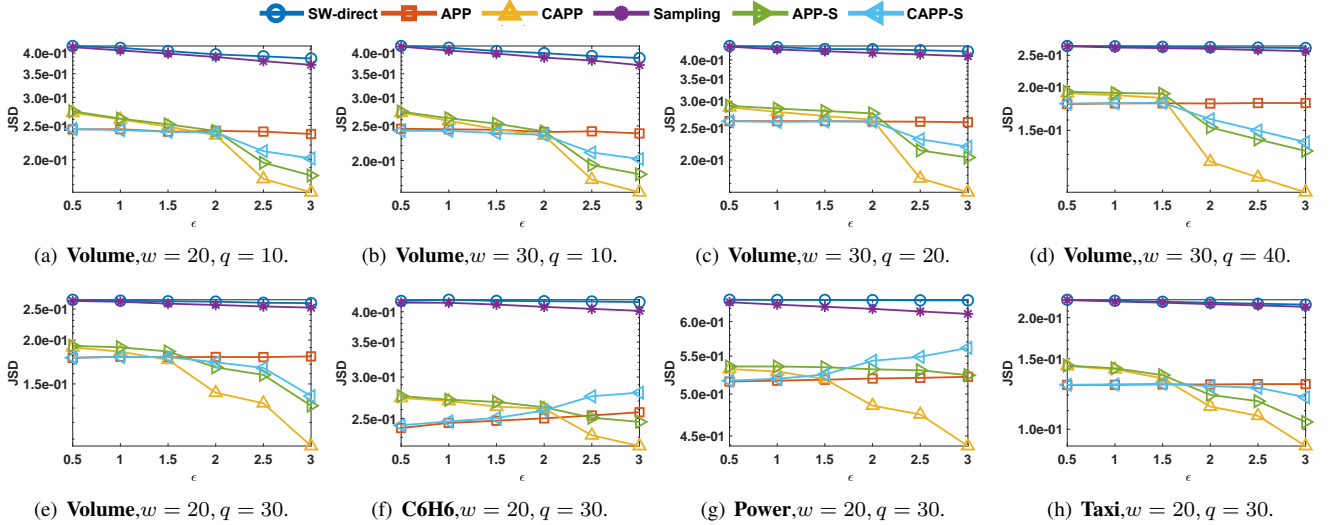 SW-direct APP CAPP Sampling APP-S CAPP-S
JSD
4.0e-01
3.5e-01
3.0e-01
2.5e-01
2.0e-01
0.5 1 1.5 2 2.5 3
ϵ
(a) Volume,w = 20, q = 10.
JSD
4.0e-01
3.5e-01
3.0e-01
2.5e-01
2.0e-01
0.5 1 1.5 2 2.5 3
ϵ
(b) Volume,w = 30, q = 10.
JSD
4.0e-01
3.5e-01
3.0e-01
2.5e-01
2.0e-01
0.5 1 1.5 2 2.5 3
ϵ
(c) Volume,w = 30, q = 20.
JSD
2.5e-01
2.0e-01
1.5e-01
0.5 1 1.5 2 2.5 3
ϵ
(d) Volume,,w = 30, q = 40.
JSD
2.5e-01
2.0e-01
1.5e-01
0.5 1 1.5 2 2.5 3
ϵ
(e) Volume,w = 20, q = 30.
JSD
4.0e-01
3.0e-01
2.5e-01
0.5 1 1.5 2 2.5 3
ϵ
(f) C6H6,w = 20, q = 30.
JSD
6.0e-01
5.5e-01
5.0e-01
4.5e-01
0.5 1 1.5 2 2.5 3
ϵ
(g) Power,w = 20, q = 30.
JSD
2.0e-01
1.5e-01
1.0e-01
0.5 1 1.5 2 2.5 3
ϵ
(h) Taxi,w = 20, q = 30.